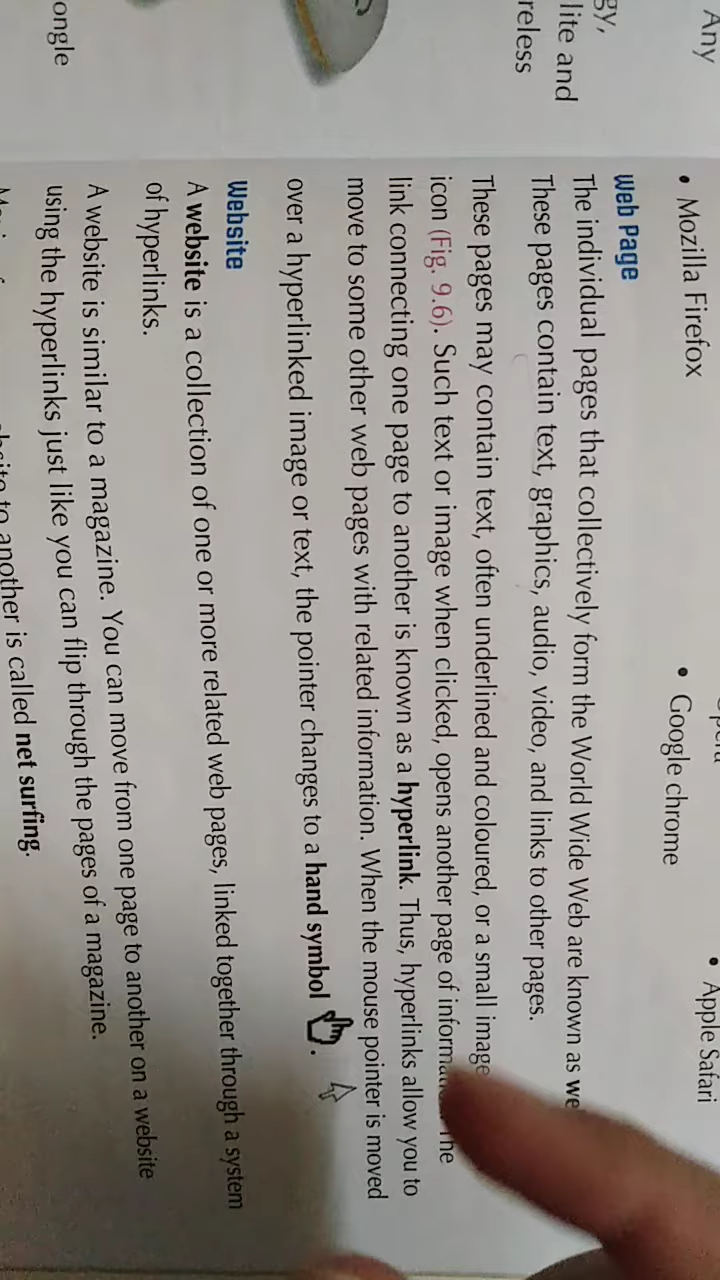 Any
gy,
lite and
reless
ongle
• Mozilla Firefox
• Google chrome
• Apple Safari
Web Page
The individual pages that collectively form the World Wide Web are known as we
These pages contain text, graphics, audio, video, and links to other pages.
These pages may contain text, often underlined and coloured, or a small image
icon (Fig. 9.6). Such text or image when clicked, opens another page of
link connecting one page to another is known as a hyperlink. Thus, hyperlinks allow you to
move to some other web pages with related information. When the mouse pointer is moved
over a hyperlinked image or text, the pointer changes to a hand symbol .
Website
A website is a collection of one or more related web pages, linked together through a system
of hyperlinks.
A website is similar to a magazine. You can move from one page to another on a website
using the hyperlinks just like you can flip through the pages of a magazine.
to another is called net surfing.